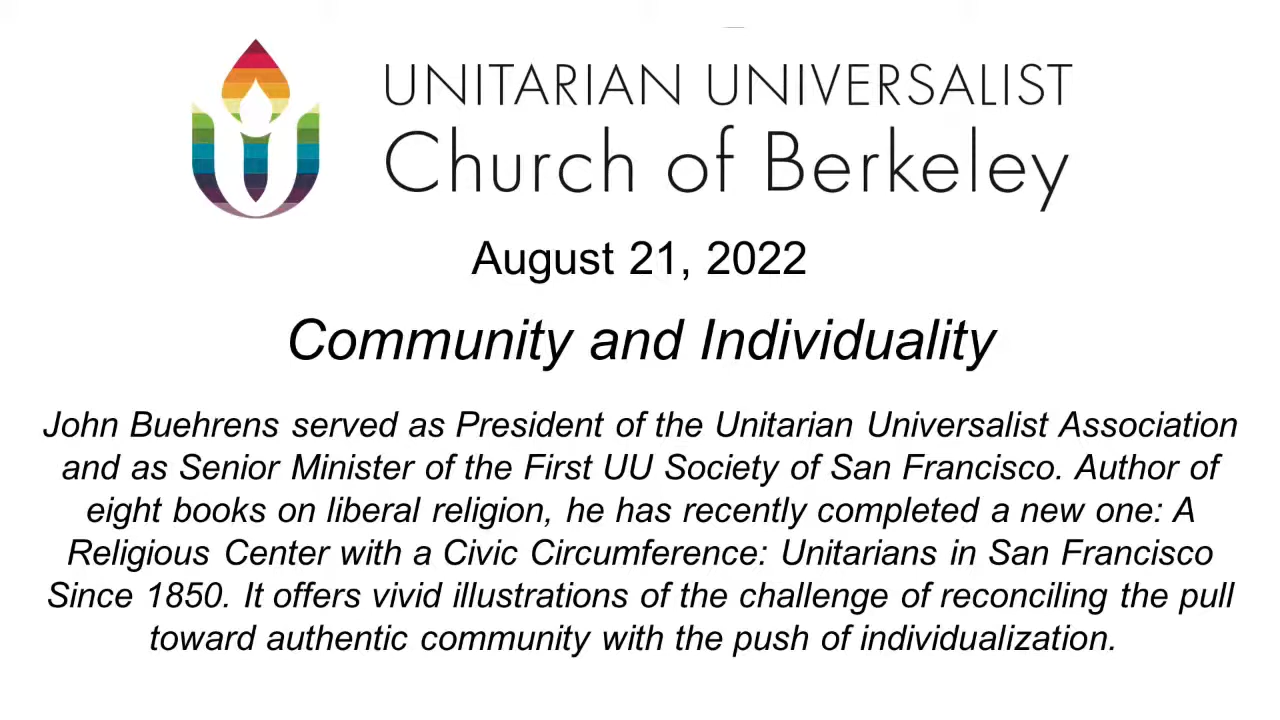 UNITARIAN UNIVERSALIST
Church of Berkeley
August 21, 2022
Community and Individuality
John Buehrens served as President of the Unitarian Universalist Association
and as Senior Minister of the First UU Society of San Francisco. Author of
eight books on liberal religion, he has recently completed a new one: A
Religious Center with a Civic Circumference: Unitarians in San Francisco
Since 1850. It offers vivid illustrations of the challenge of reconciling the pull
toward authentic community with the push of individualization.